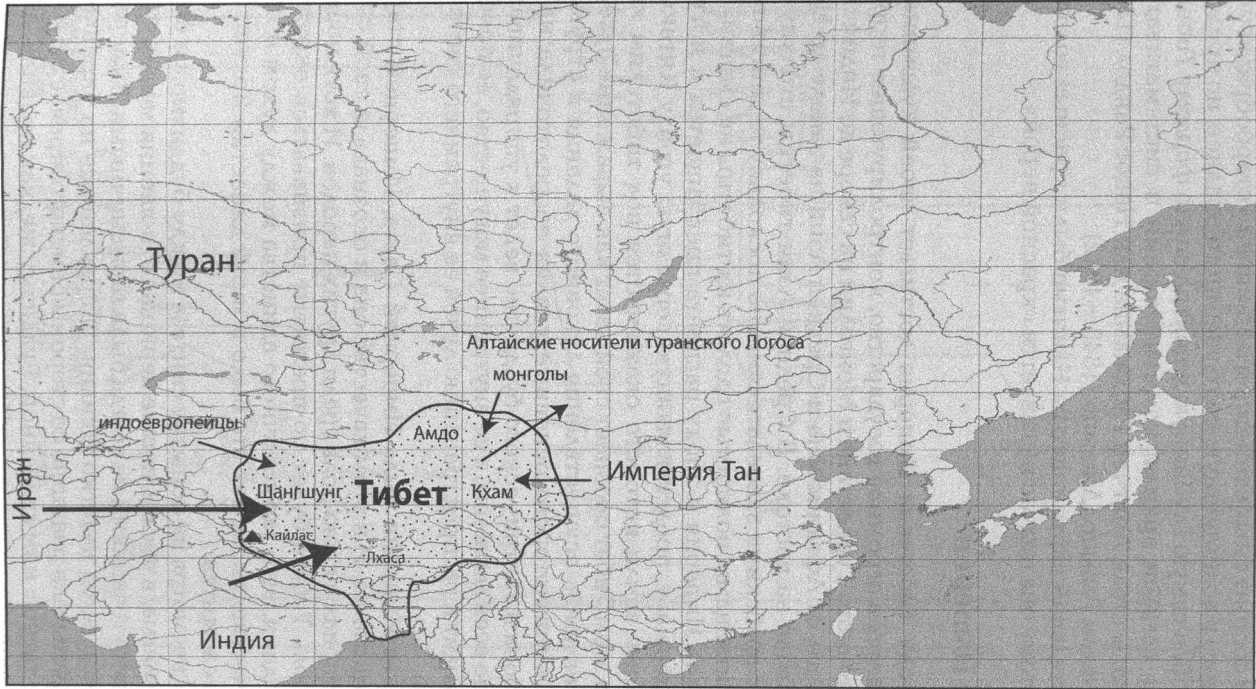 Туран
Алтайские носители туранского Логоса
монголы
индоевропейцы
Амдо
Иран
Шангшунг
Тибет
Кхам
Империя Тан
Кайлас
Лхаса
Индия